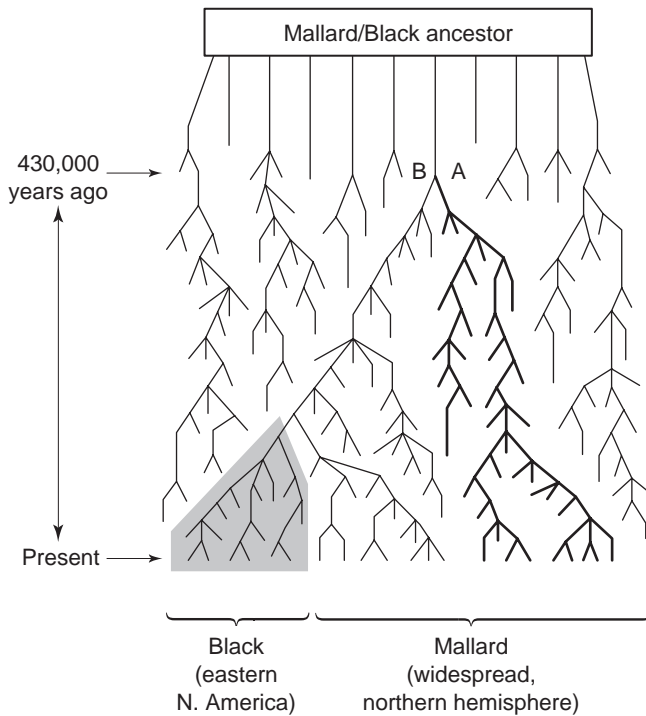 Mallard/Black ancestor
430,000
years ago
B A
Present
Black
(eastern
N. America)
Mallard
(widespread,
northern hemisphere)